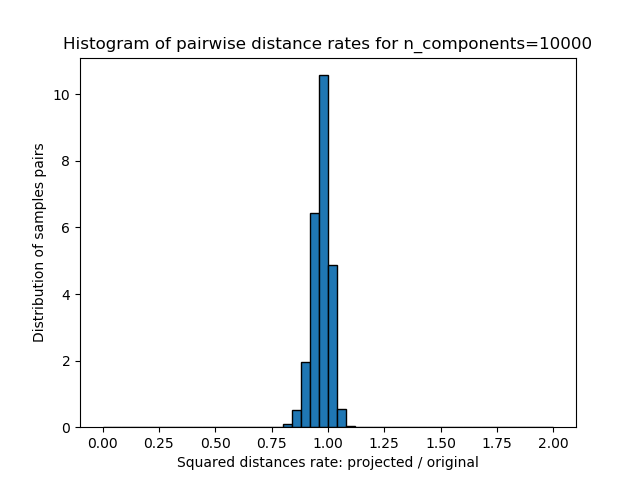 Histogram of pairwise distance rates for n_components=10000
Distribution of samples pairs
10
8
6
4
2
0
0.00 0.25 0.50 0.75 1.00 1.25 1.50 1.75 2.00
Squared distances rate: projected / original